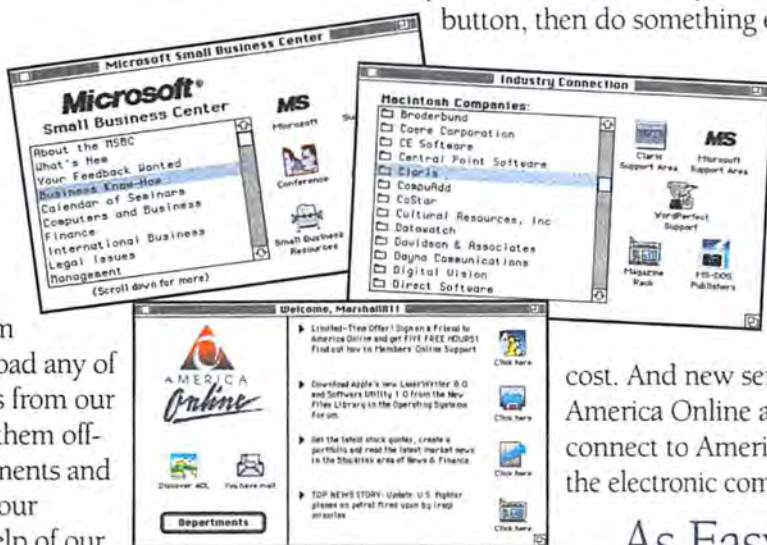 button, then do something e
Microsoft Small Business Center
Microsoft®
Small Business Center
About the MSBC
What's New
Your Feedback Wanted
Business Know-How
Calendar of Seminars
Computers and Business
Finance
International Business
Legal Issues
Management
(Scroll down for more)
MS
Microsoft
Su
Conference
Small Business
Resources
Industry Connection
Macintosh Companies:
Broderbund
Caere Corporation
CE Software
Central Point Software
Claris
CompuAdd
CoStar
Cultural Resources, Inc
Datawatch
Davidson & Associates
Dayna Communications
Digital Vision
Direct Software
Claris
Support Area
MS
Microsoft
Support Area
WordPerfect
Support
Magazine
Rack
MS-DOS
Publishers
Welcome, MarshallR1!
AMERICA
Online
Discover AOL
You have mail
Departments
Limited-Time Offer! Sign on a Friend to
America Online and get FIVE FREE HOURS!
Find out how in Members' Online Support
Click here
Download Apple's new LaserWriter 8.0
and Software Utility 1.0 from the New
Files Library in the Operating Systems
Forum.
Click here
Get the latest stock quotes, create a
portfolio and read the latest market news
in the StockLink area of News & Finance.
Click here
TOP NEWS STORY: Update: U.S. fighter
planes on patrol fired upon by Iraqi
missiles
Click here
oad any of
s from our
them off-
ments and
our
elp of our
cost. And new ser
America Online a
connect to Ameri
the electronic com
As Easy